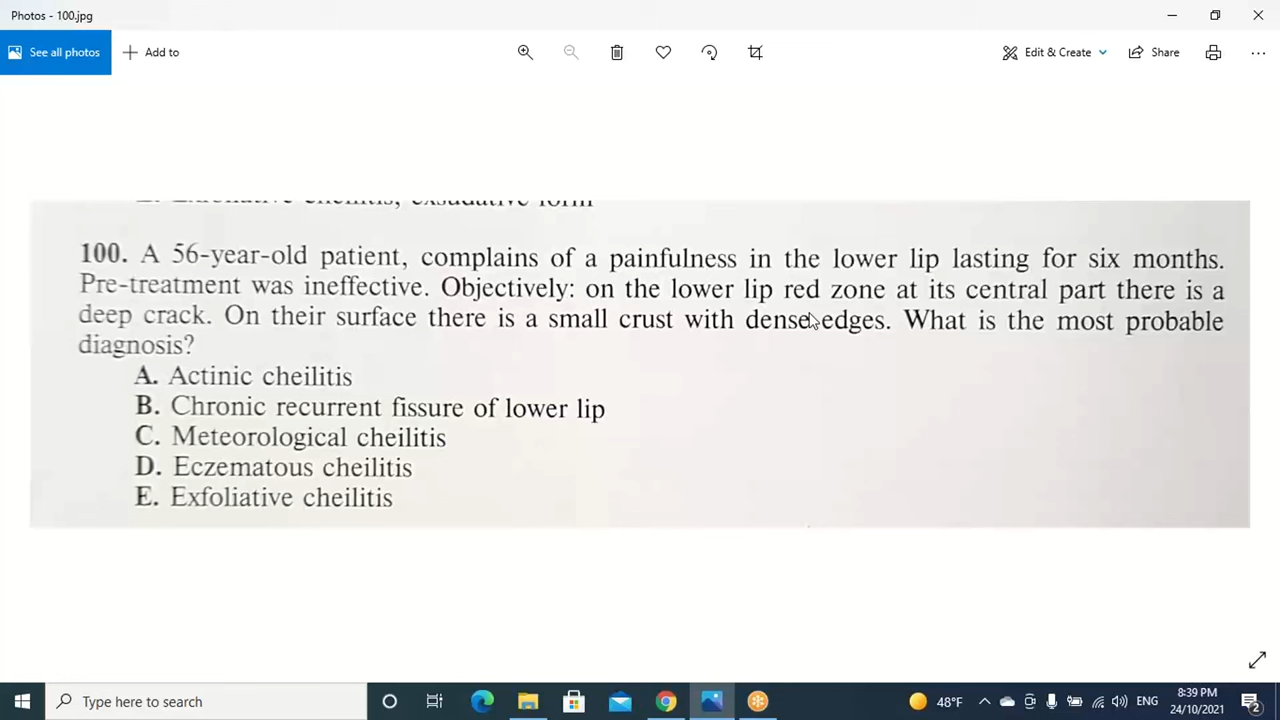 Photos - 100.jpg
See all photos
Add to
Edit & Create
Share
100. A 56-year-old patient, complains of a painfulness in the lower lip lasting for six months.
Pre-treatment was ineffective. Objectively: on the lower lip red zone at its central part there is a
deep crack. On their surface there is a small crust with dense edges. What is the most probable
diagnosis?
A. Actinic cheilitis
B. Chronic recurrent fissure of lower lip
C. Meteorological cheilitis
D. Eczematous cheilitis
E. Exfoliative cheilitis
Type here to search
48°F
ENG
8:39 PM
24/10/2021
2